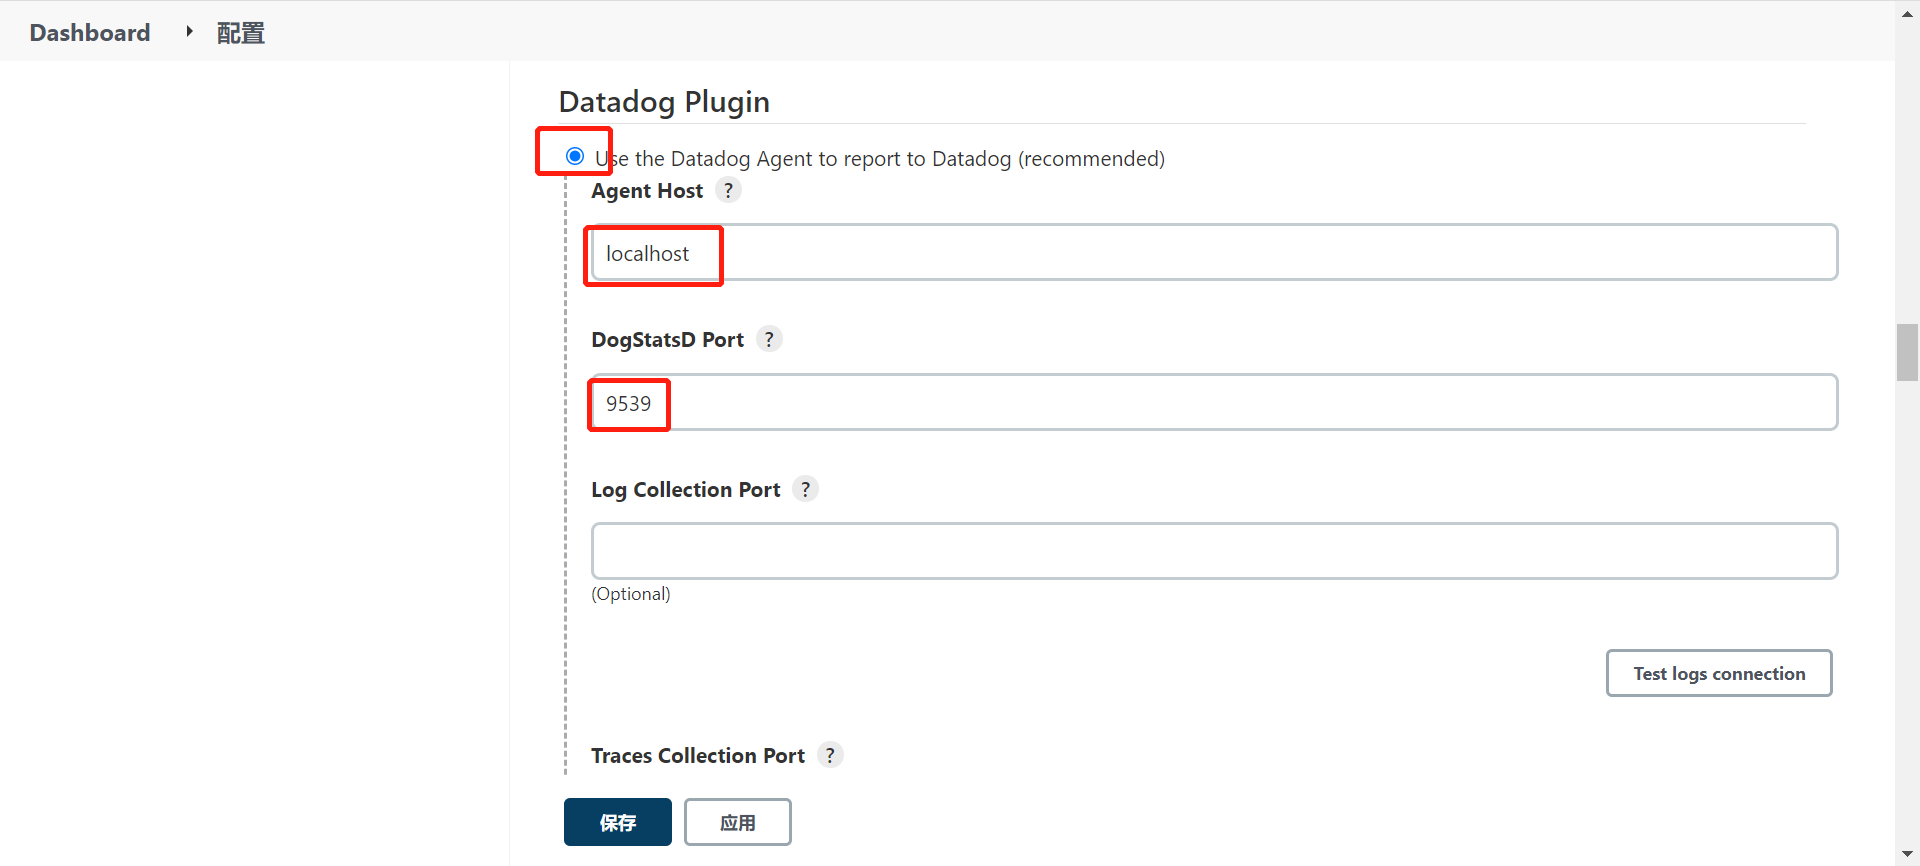 Dashboard 配置
Datadog Plugin
Use the Datadog Agent to report to Datadog (recommended)
Agent Host ?
localhost
DogStatsD Port ?
9539
Log Collection Port ?
(Optional)
Test logs connection
Traces Collection Port ?
保存 应用